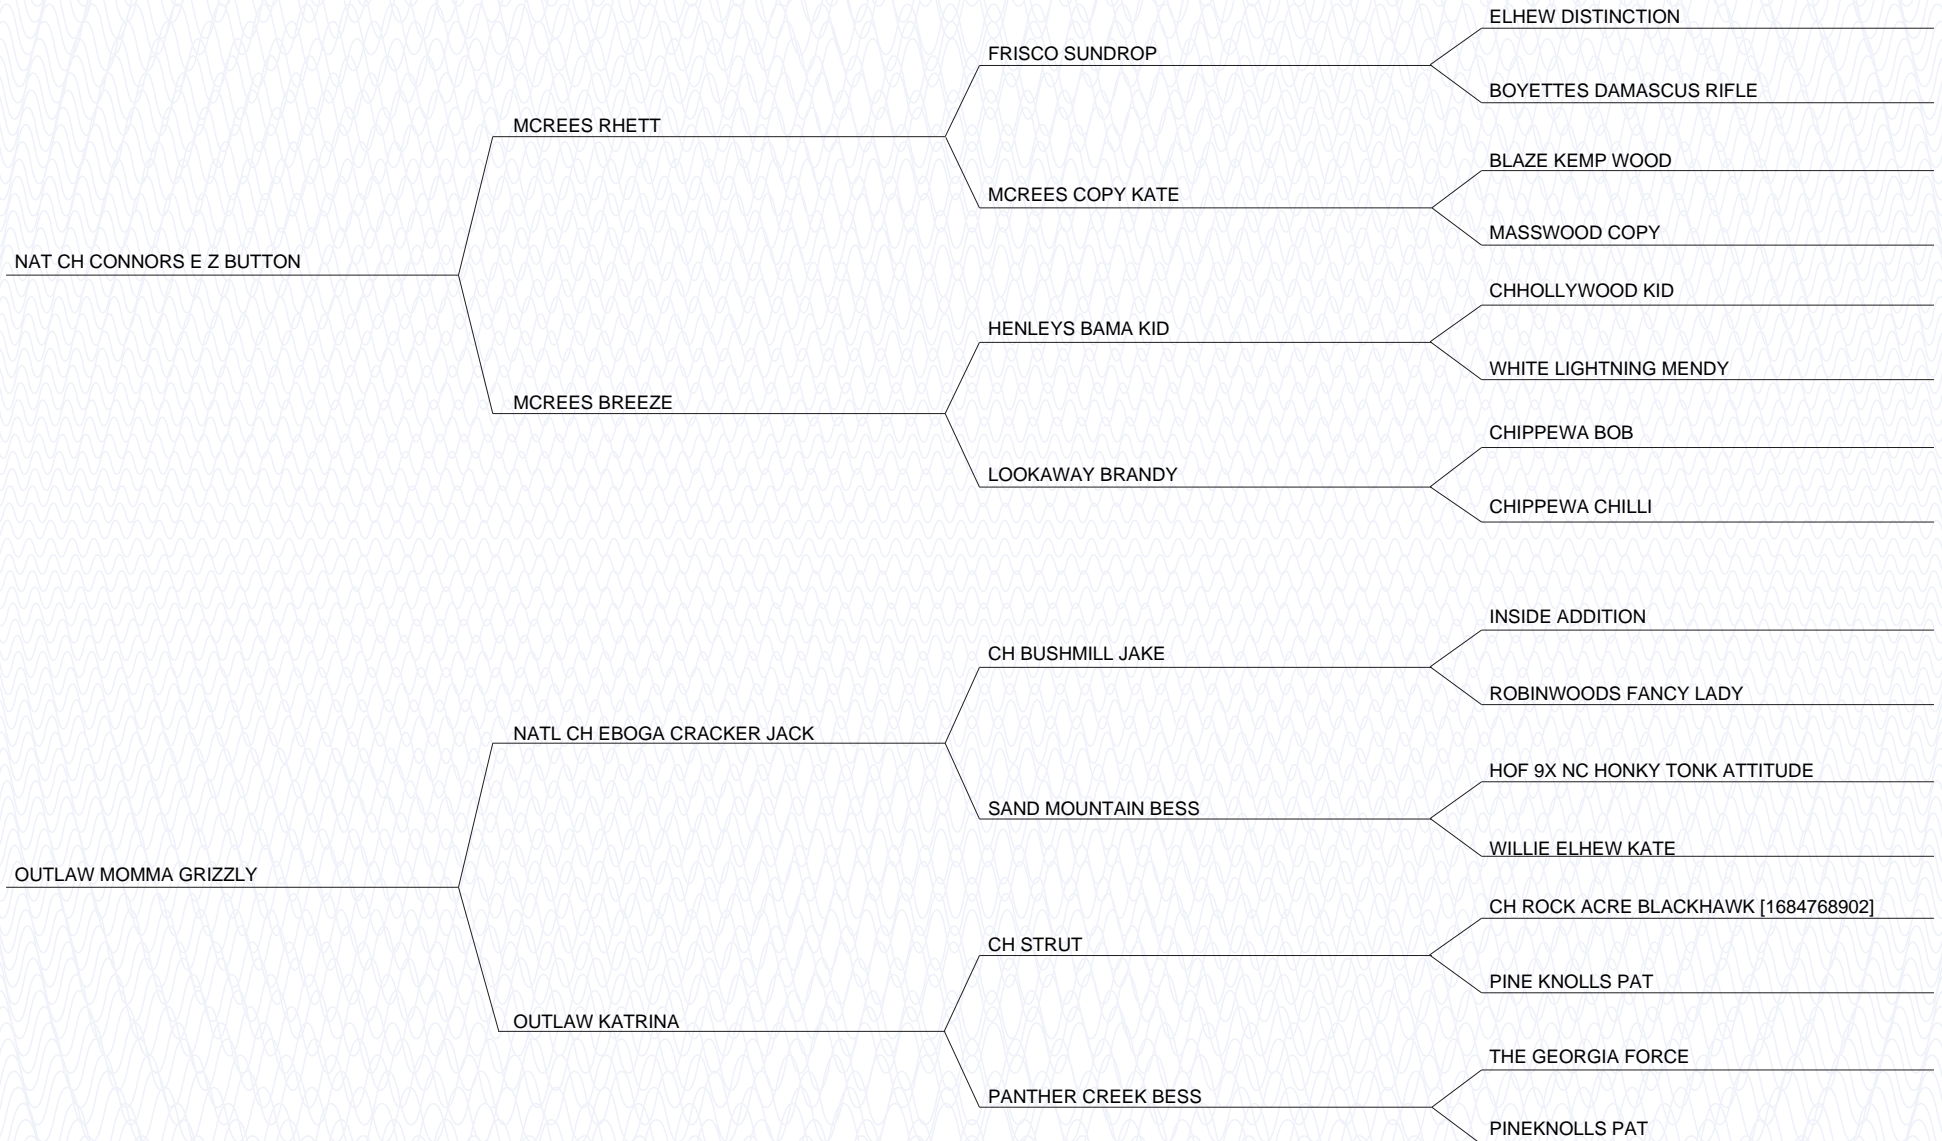 NAT CH CONNORS E Z BUTTON
MCREES RHETT
FRISCO SUNDROP
ELHEW DISTINCTION
BOYETTES DAMASCUS RIFLE
MCREES COPY KATE
BLAZE KEMP WOOD
MASSWOOD COPY
MCREES BREEZE
HENLEYS BAMA KID
CHHOLLYWOOD KID
WHITE LIGHTNING MENDY
LOOKAWAY BRANDY
CHIPPEWA BOB
CHIPPEWA CHILLI
OUTLAW MOMMA GRIZZLY
NATL CH EBOGA CRACKER JACK
CH BUSHMILL JAKE
INSIDE ADDITION
ROBINWOODS FANCY LADY
SAND MOUNTAIN BESS
HOF 9X NC HONKY TONK ATTITUDE
WILLIE ELHEW KATE
OUTLAW KATRINA
CH STRUT
CH ROCK ACRE BLACKHAWK [1684768902]
PINE KNOLLS PAT
PANTHER CREEK BESS
THE GEORGIA FORCE
PINEKNOLLS PAT